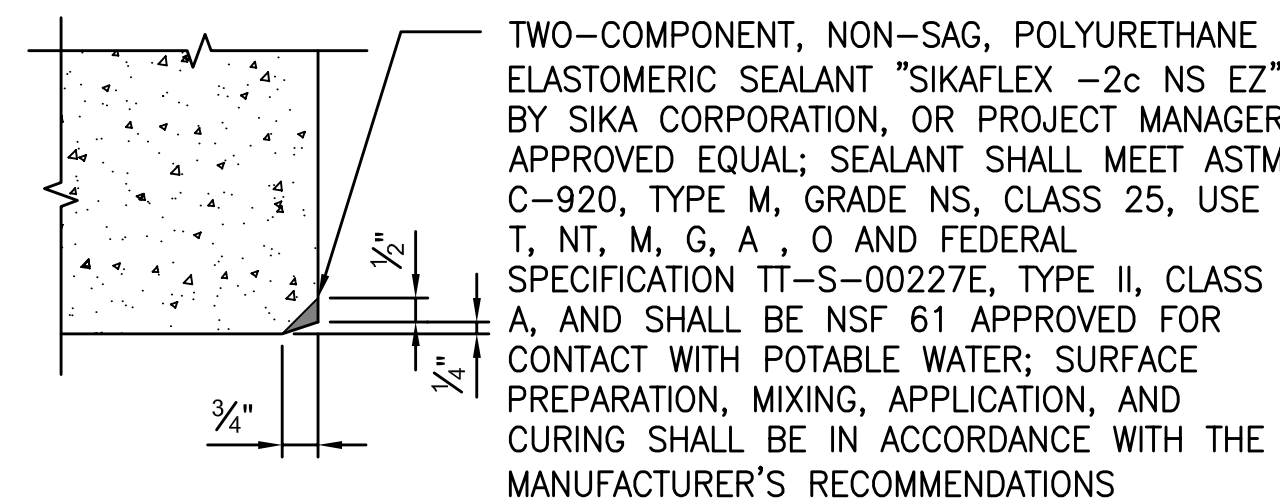 TWO-COMPONENT, NON-SAG, POLYURETHANE
ELASTOMERIC SEALANT "SIKAFLEX -2c NS EZ"
BY SIKA CORPORATION, OR PROJECT MANAGER
APPROVED EQUAL; SEALANT SHALL MEET ASTM
C-920, TYPE M, GRADE NS, CLASS 25, USE
T, NT, M, G, A , O AND FEDERAL
SPECIFICATION TT-S-00227E, TYPE II, CLASS
A, AND SHALL BE NSF 61 APPROVED FOR
CONTACT WITH POTABLE WATER; SURFACE
PREPARATION, MIXING, APPLICATION, AND
CURING SHALL BE IN ACCORDANCE WITH THE
MANUFACTURER'S RECOMMENDATIONS
1/2"
1/4"
3/4"